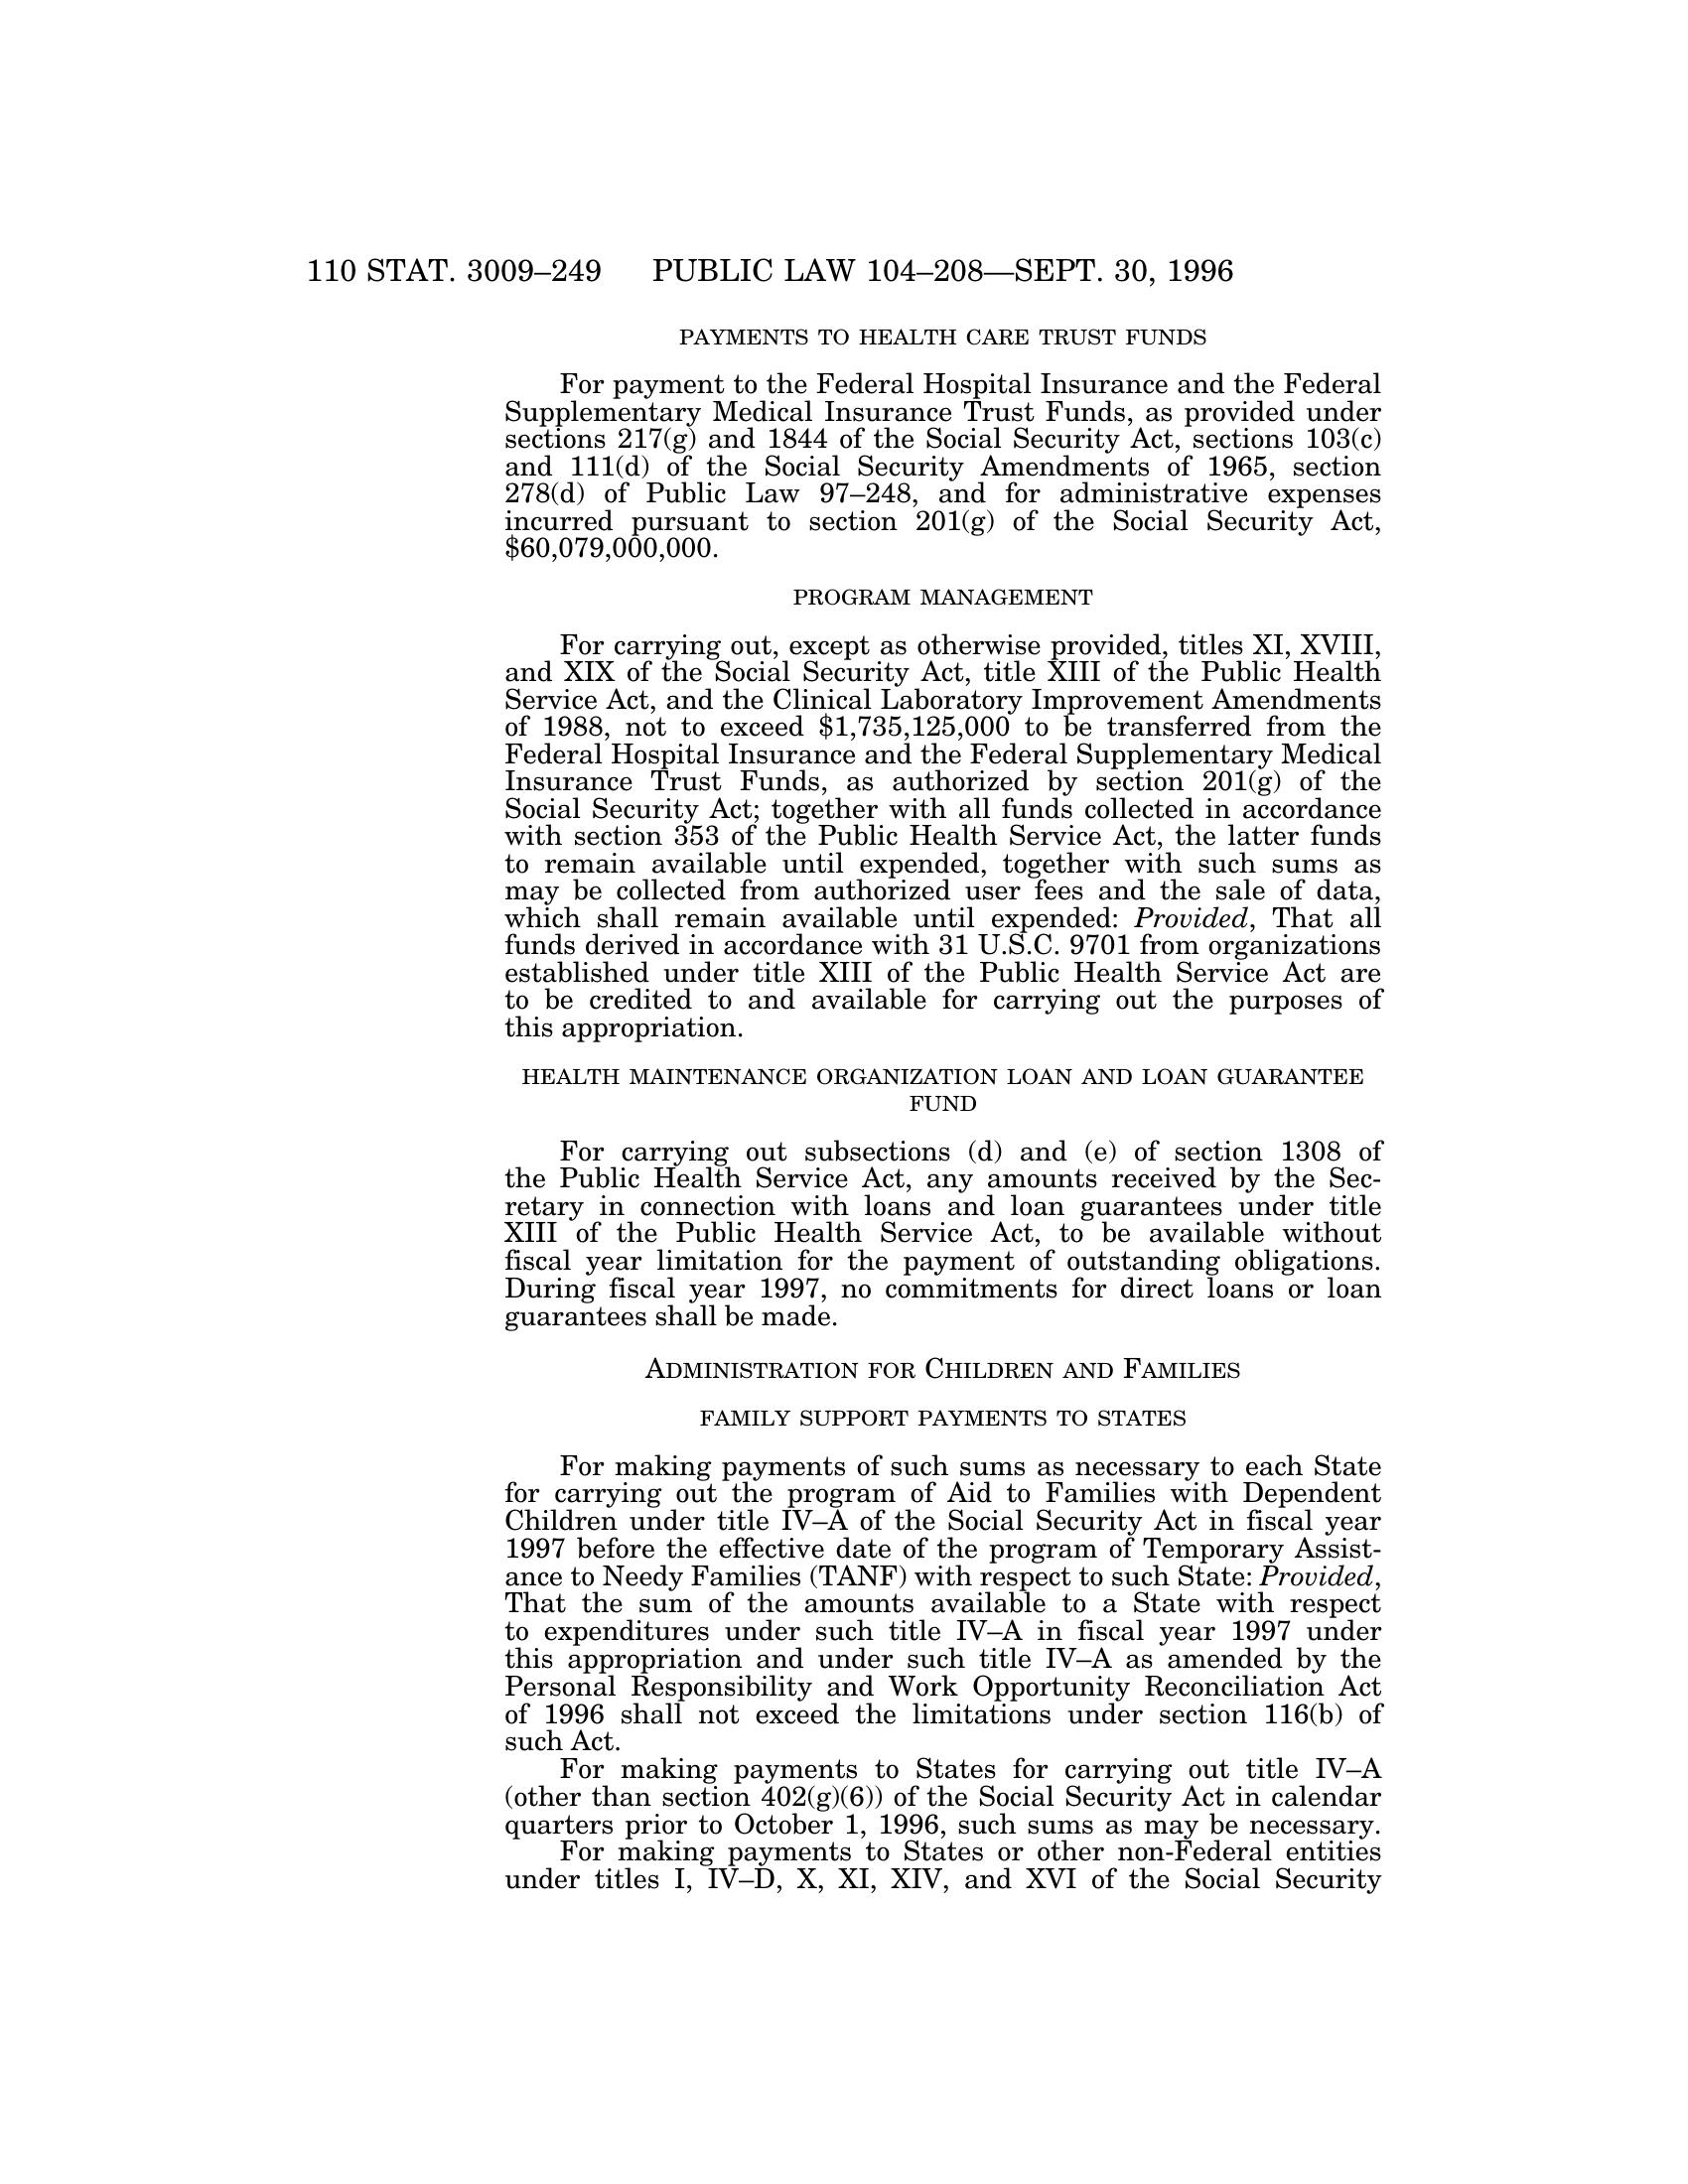 110 STAT. 3009–249 PUBLIC LAW 104–208—SEPT. 30, 1996
PAYMENTS TO HEALTH CARE TRUST FUNDS
For payment to the Federal Hospital Insurance and the Federal
Supplementary Medical Insurance Trust Funds, as provided under
sections 217(g) and 1844 of the Social Security Act, sections 103(c)
and 111(d) of the Social Security Amendments of 1965, section
278(d) of Public Law 97–248, and for administrative expenses
incurred pursuant to section 201(g) of the Social Security Act,
$60,079,000,000.
PROGRAM MANAGEMENT
For carrying out, except as otherwise provided, titles XI, XVIII,
and XIX of the Social Security Act, title XIII of the Public Health
Service Act, and the Clinical Laboratory Improvement Amendments
of 1988, not to exceed $1,735,125,000 to be transferred from the
Federal Hospital Insurance and the Federal Supplementary Medical
Insurance Trust Funds, as authorized by section 201(g) of the
Social Security Act; together with all funds collected in accordance
with section 353 of the Public Health Service Act, the latter funds
to remain available until expended, together with such sums as
may be collected from authorized user fees and the sale of data,
which shall remain available until expended: Provided, That all
funds derived in accordance with 31 U.S.C. 9701 from organizations
established under title XIII of the Public Health Service Act are
to be credited to and available for carrying out the purposes of
this appropriation.
HEALTH MAINTENANCE ORGANIZATION LOAN AND LOAN GUARANTEE
FUND
For carrying out subsections (d) and (e) of section 1308 of
the Public Health Service Act, any amounts received by the Sec-
retary in connection with loans and loan guarantees under title
XIII of the Public Health Service Act, to be available without
fiscal year limitation for the payment of outstanding obligations.
During fiscal year 1997, no commitments for direct loans or loan
guarantees shall be made.
ADMINISTRATION FOR CHILDREN AND FAMILIES
FAMILY SUPPORT PAYMENTS TO STATES
For making payments of such sums as necessary to each State
for carrying out the program of Aid to Families with Dependent
Children under title IV–A of the Social Security Act in fiscal year
1997 before the effective date of the program of Temporary Assist-
ance to Needy Families (TANF) with respect to such State: Provided,
That the sum of the amounts available to a State with respect
to expenditures under such title IV–A in fiscal year 1997 under
this appropriation and under such title IV–A as amended by the
Personal Responsibility and Work Opportunity Reconciliation Act
of 1996 shall not exceed the limitations under section 116(b) of
such Act.
For making payments to States for carrying out title IV–A
(other than section 402(g)(6)) of the Social Security Act in calendar
quarters prior to October 1, 1996, such sums as may be necessary.
For making payments to States or other non-Federal entities
under titles I, IV–D, X, XI, XIV, and XVI of the Social Security